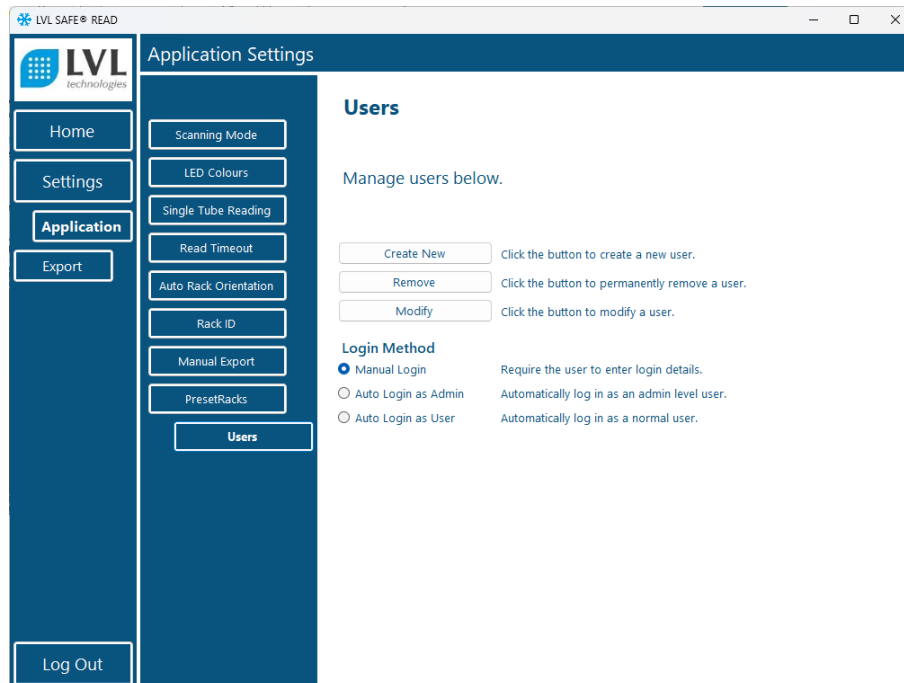 LVL SAFE® READ
LVL
technologies
Application Settings
Home
Settings
Application
Export
Log Out
Scanning Mode
LED Colours
Single Tube Reading
Read Timeout
Auto Rack Orientation
Rack ID
Manual Export
PresetRacks
Users
Users
Manage users below.
Create New Click the button to create a new user.
Remove Click the button to permanently remove a user.
Modify Click the button to modify a user.
Login Method
Manual Login Require the user to enter login details.
Auto Login as Admin Automatically log in as an admin level user.
Auto Login as User Automatically log in as a normal user.